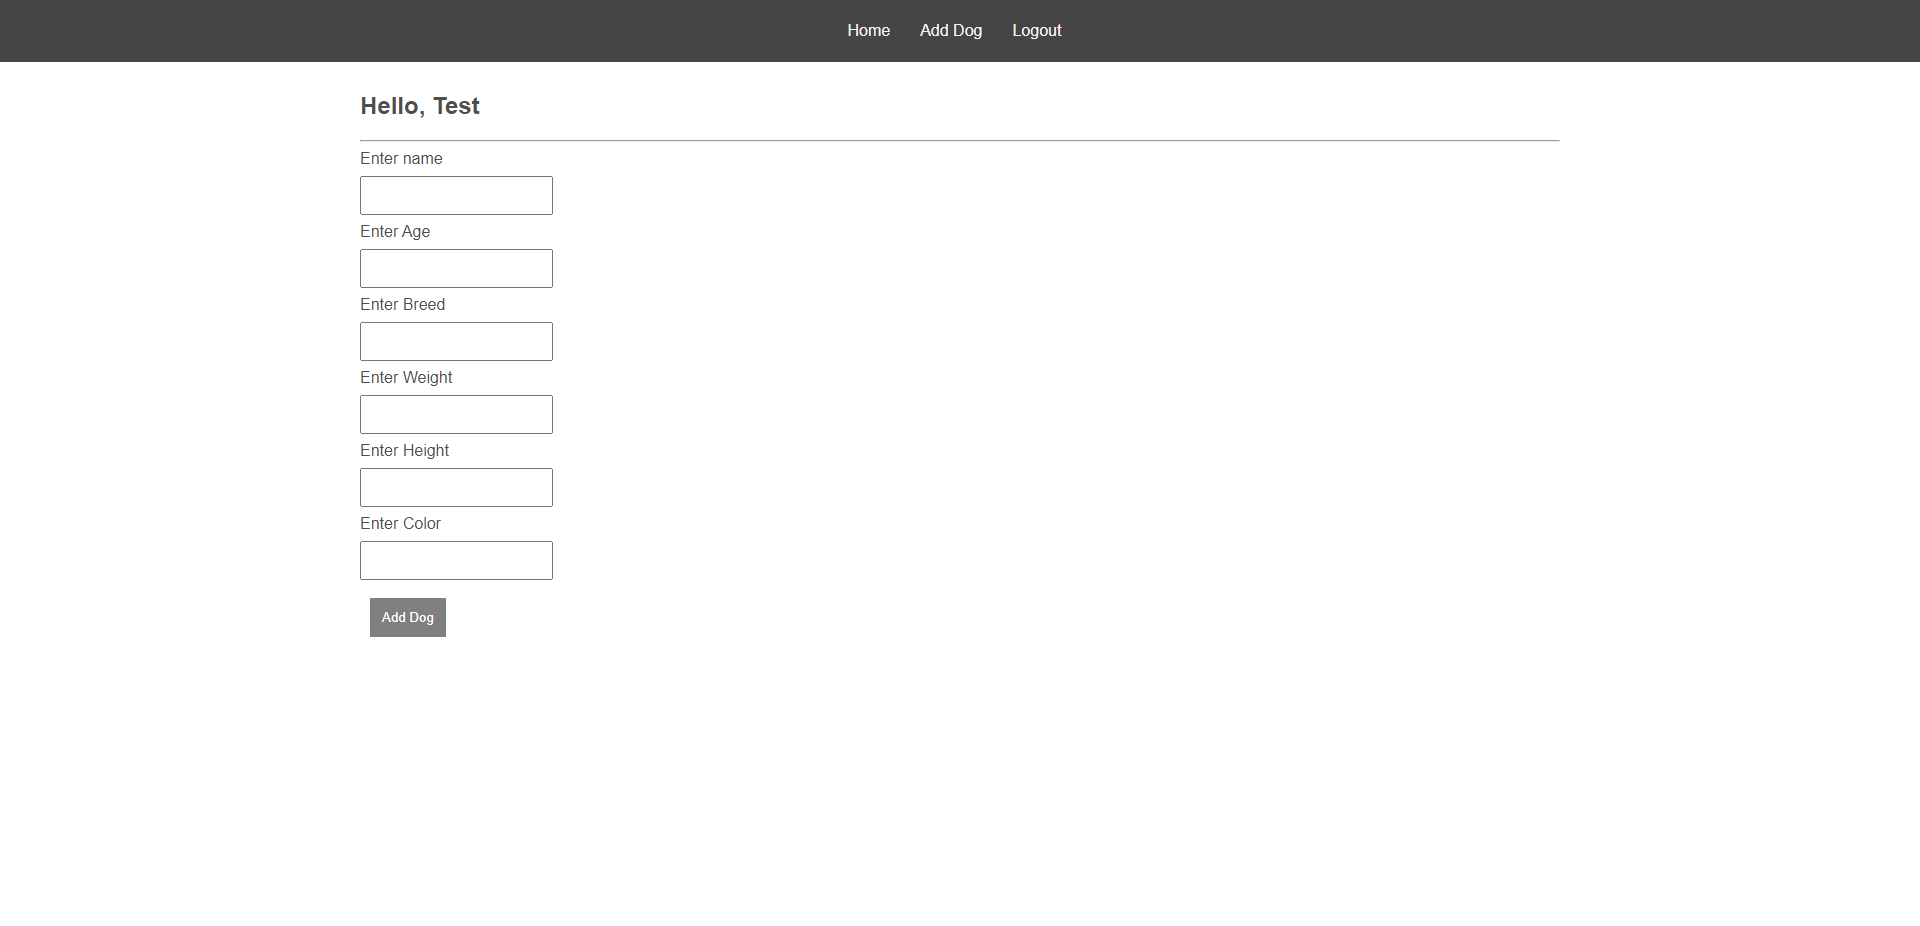 Home Add Dog Logout
Hello, Test
Enter name
Enter Age
Enter Breed
Enter Weight
Enter Height
Enter Color
Add Dog